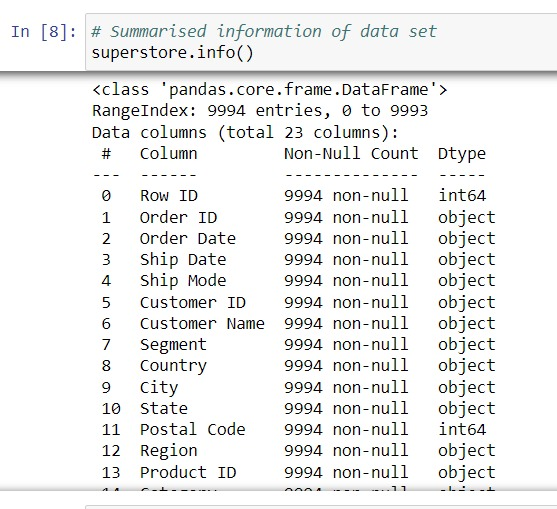 In [8]: # Summarised information of data set
superstore.info()
<class 'pandas.core.frame.DataFrame'>
RangeIndex: 9994 entries, 0 to 9993
Data columns (total 23 columns):
 #   Column         Non-Null Count  Dtype
---  ------         --------------  -----
 0   Row ID         9994 non-null   int64
 1   Order ID       9994 non-null   object
 2   Order Date     9994 non-null   object
 3   Ship Date      9994 non-null   object
 4   Ship Mode      9994 non-null   object
 5   Customer ID    9994 non-null   object
 6   Customer Name  9994 non-null   object
 7   Segment        9994 non-null   object
 8   Country        9994 non-null   object
 9   City           9994 non-null   object
 10  State          9994 non-null   object
 11  Postal Code    9994 non-null   int64
 12  Region         9994 non-null   object
 13  Product ID     9994 non-null   object